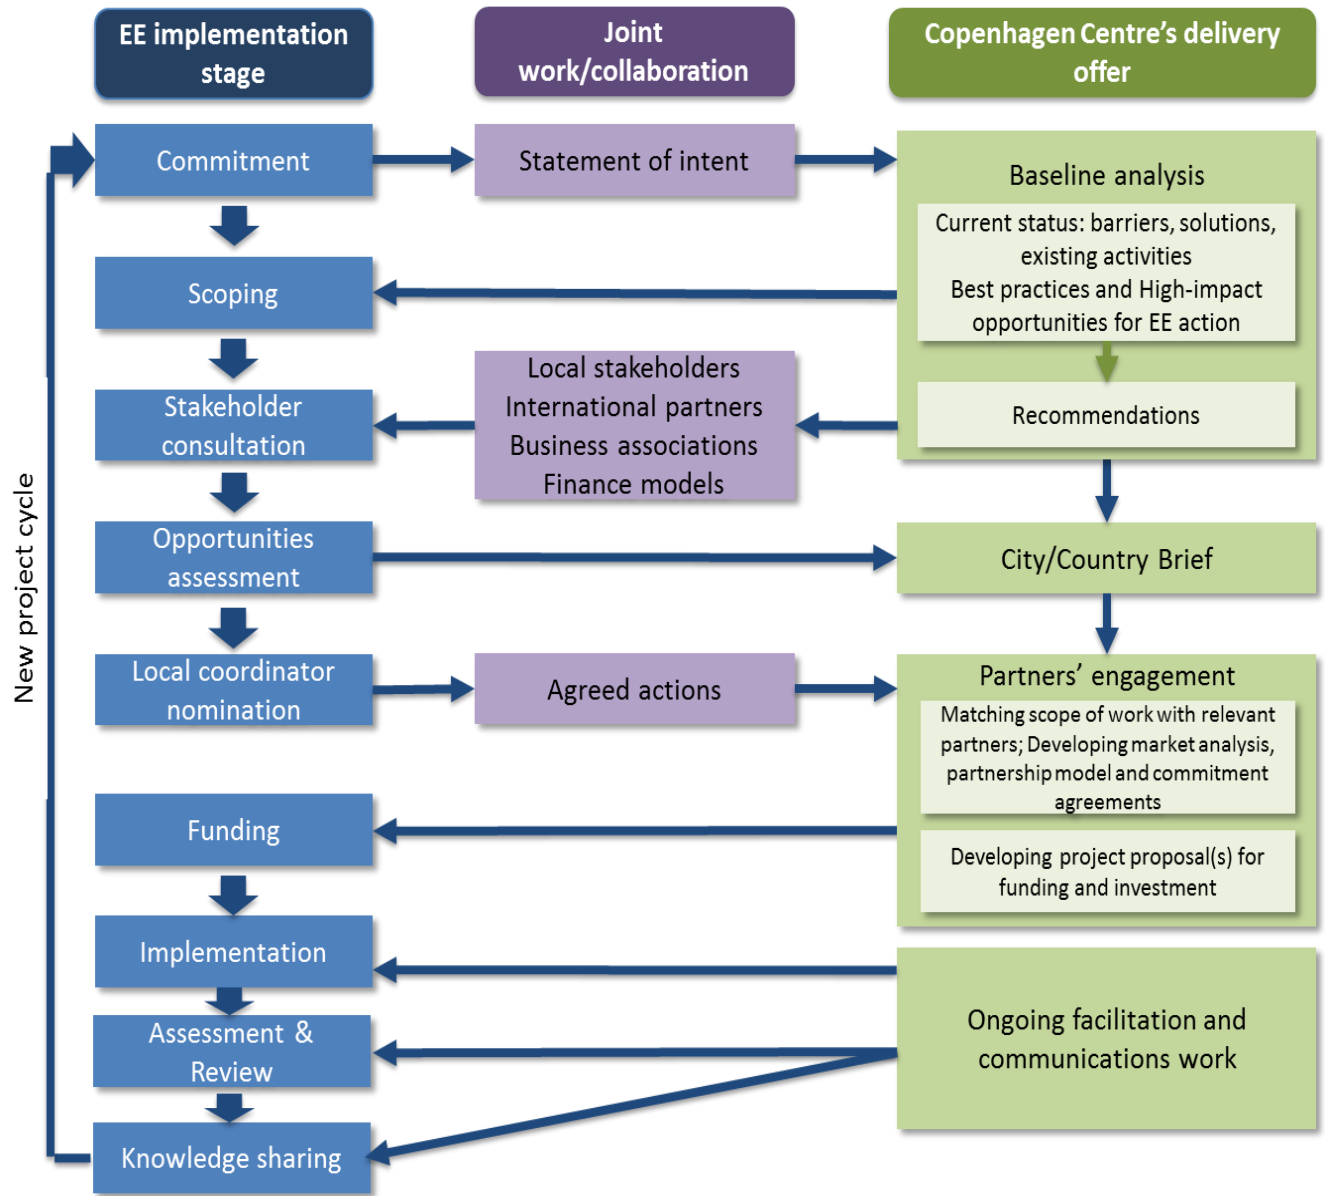 EE implementation
stage
Joint
work/collaboration
Copenhagen Centre's delivery
offer
Commitment
Statement of intent
Baseline analysis
Current status: barriers, solutions,
existing activities
Best practices and High-impact
opportunities for EE action
Scoping
Local stakeholders
International partners
Business associations
Finance models
Stakeholder
consultation
Recommendations
Opportunities
assessment
City/Country Brief
Local coordinator
nomination
Agreed actions
Partners' engagement
Matching scope of work with relevant
partners; Developing market analysis,
partnership model and commitment
agreements
Funding
Developing project proposal(s) for
funding and investment
Implementation
Ongoing facilitation and
communications work
Assessment &
Review
Knowledge sharing
New project cycle